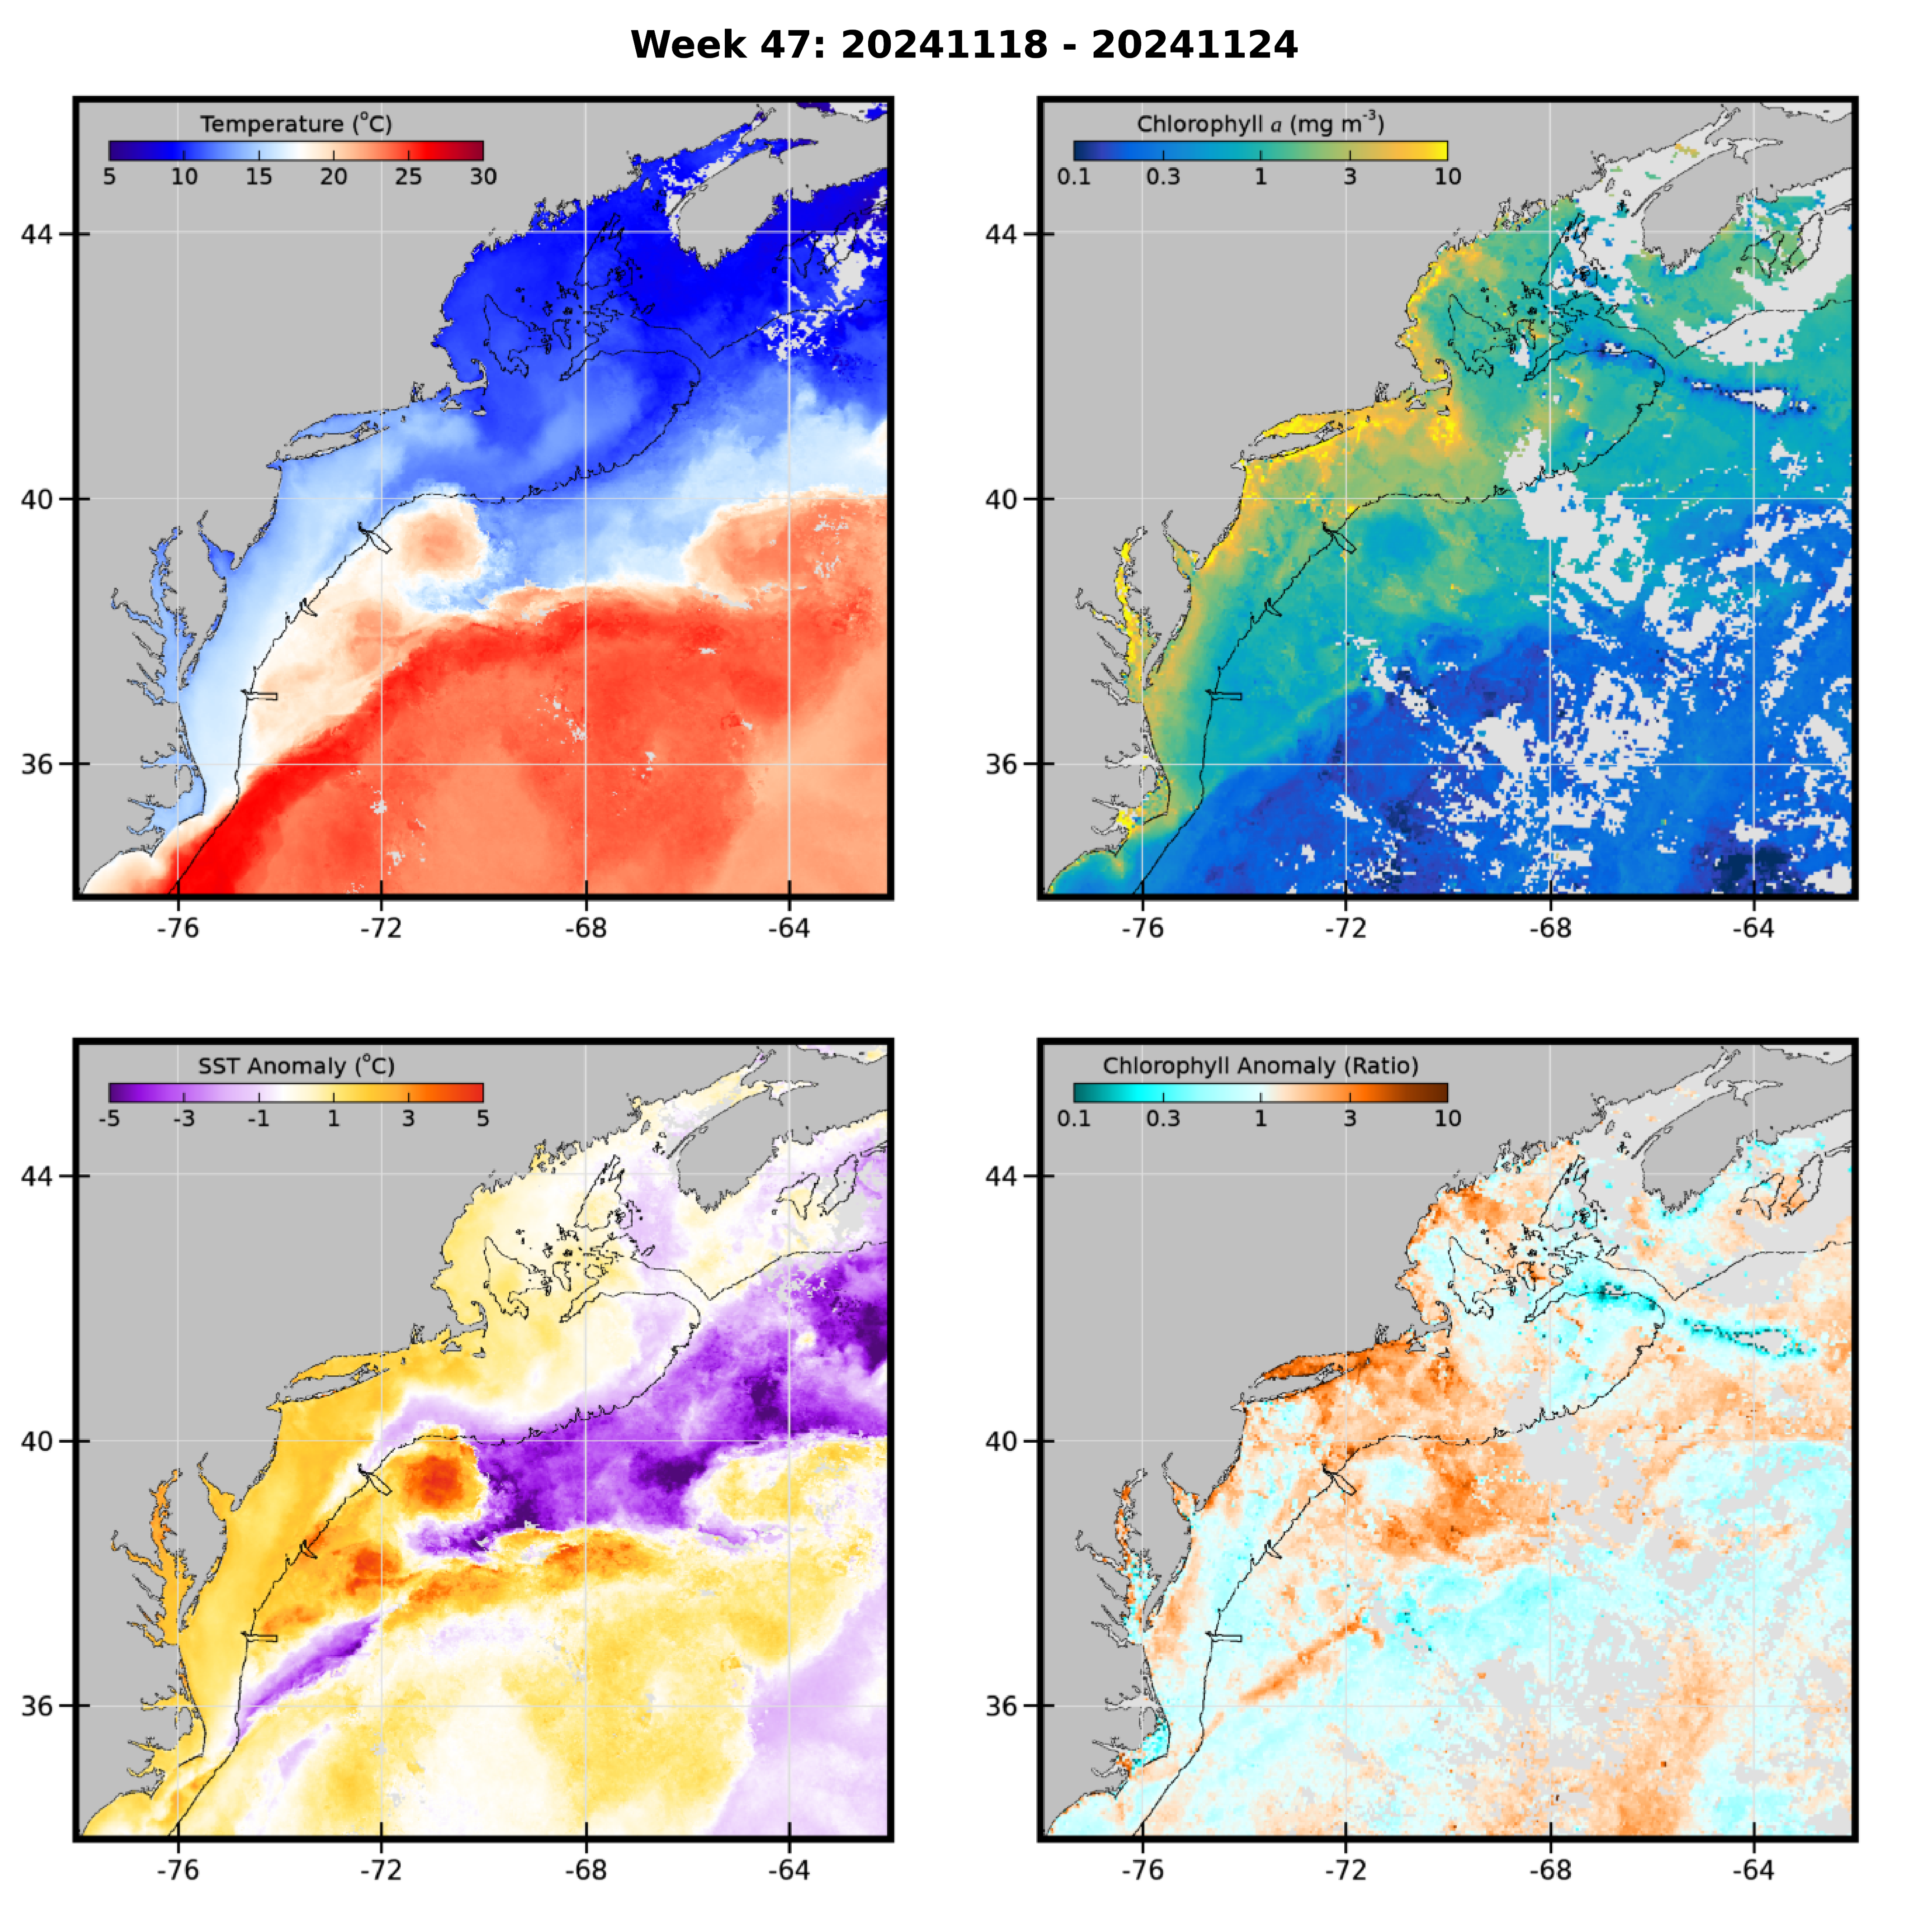 Week 47: 20241118 - 20241124
Temperature (°C)
5 10 15 20 25 30
44
40
36
-76 -72 -68 -64
Chlorophyll a (mg m⁻³)
0.1 0.3 1 3 10
44
40
36
-76 -72 -68 -64
SST Anomaly (°C)
-5 -3 -1 1 3 5
44
40
36
-76 -72 -68 -64
Chlorophyll Anomaly (Ratio)
0.1 0.3 1 3 10
44
40
36
-76 -72 -68 -64